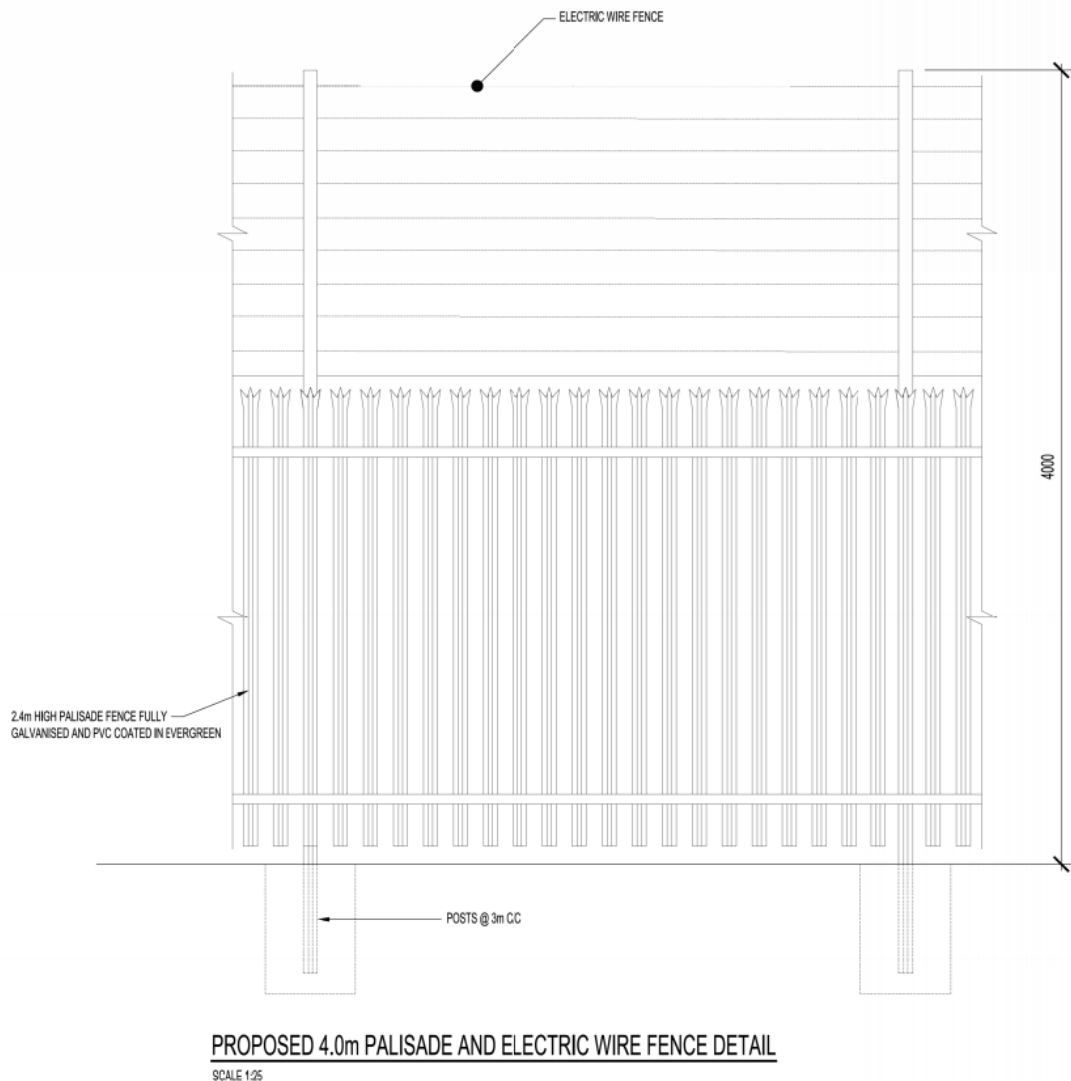 ELECTRIC WIRE FENCE
4000
2.4m HIGH PALISADE FENCE FULLY
GALVANISED AND PVC COATED IN EVERGREEN
POSTS @ 3m C.C
PROPOSED 4.0m PALISADE AND ELECTRIC WIRE FENCE DETAIL
SCALE 1:25